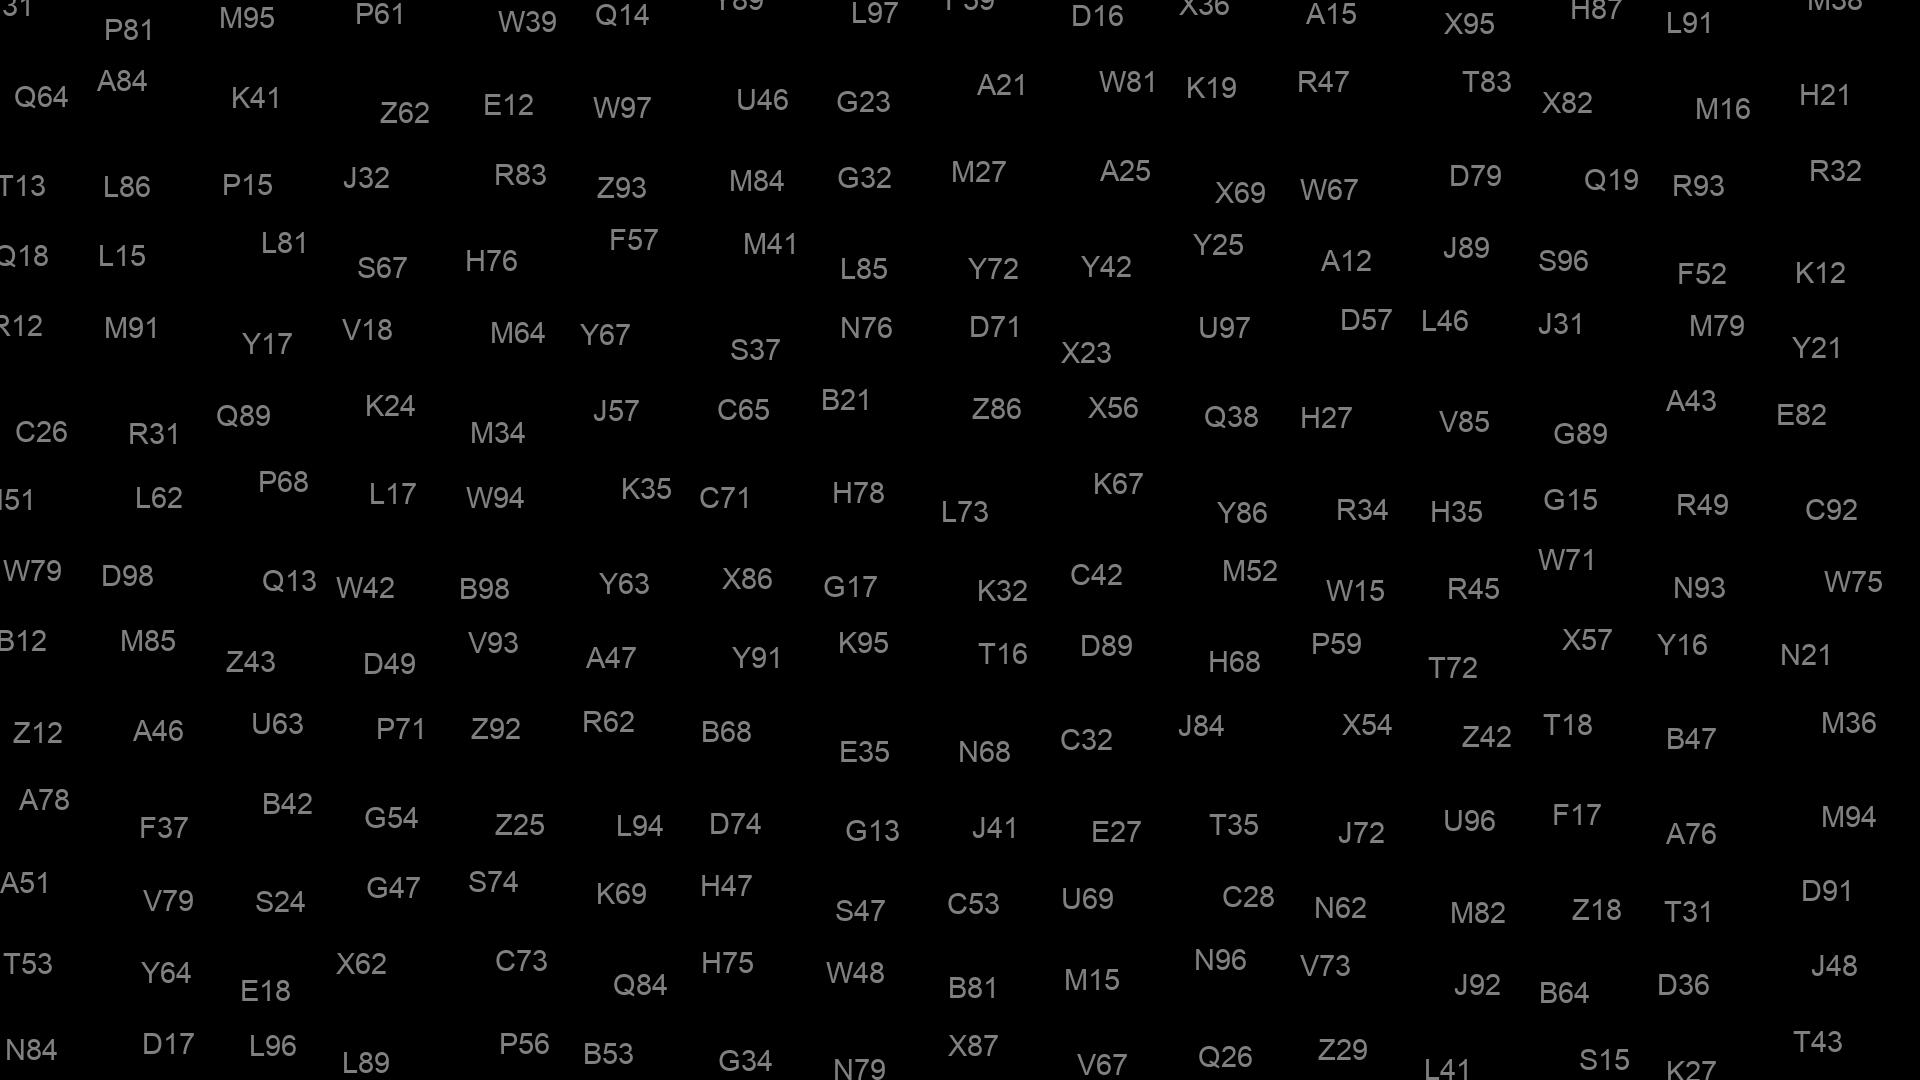 P81 M95 P61 W39 Q14 L97 D16 X36 A15 X95 H87 L91
Q64 A84 K41 Z62 E12 W97 U46 G23 A21 W81 K19 R47 T83 X82 M16 H21
T13 L86 P15 J32 R83 Z93 M84 G32 M27 A25 X69 W67 D79 Q19 R93 R32
Q18 L15 L81 S67 H76 F57 M41 L85 Y72 Y42 Y25 A12 J89 S96 F52 K12
R12 M91 Y17 V18 M64 Y67 S37 N76 D71 X23 U97 D57 L46 J31 M79 Y21
C26 R31 Q89 K24 M34 J57 C65 B21 Z86 X56 Q38 H27 V85 G89 A43 E82
L62 P68 L17 W94 K35 C71 H78 L73 K67 Y86 R34 H35 G15 R49 C92
W79 D98 Q13 W42 B98 Y63 X86 G17 K32 C42 M52 W15 R45 W71 N93 W75
B12 M85 Z43 D49 V93 A47 Y91 K95 T16 D89 H68 P59 T72 X57 Y16 N21
Z12 A46 U63 P71 Z92 R62 B68 E35 N68 C32 J84 X54 Z42 T18 B47 M36
A78 F37 B42 G54 Z25 L94 D74 G13 J41 E27 T35 J72 U96 F17 A76 M94
A51 V79 S24 G47 S74 K69 H47 S47 C53 U69 C28 N62 M82 Z18 T31 D91
T53 Y64 E18 X62 C73 Q84 H75 W48 B81 M15 N96 V73 J92 B64 D36 J48
N84 D17 L96 L89 P56 B53 G34 N79 X87 V67 Q26 Z29 L41 S15 K27 T43